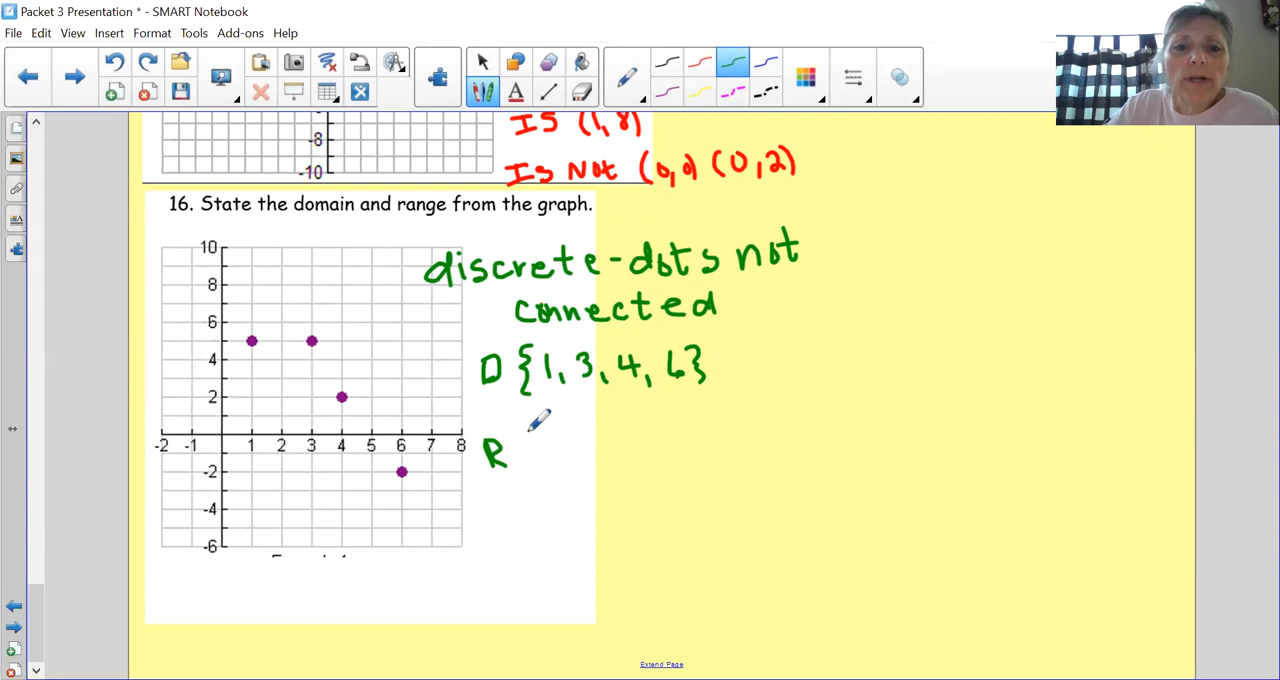 Packet 3 Presentation * - SMART Notebook
File Edit View Insert Format Tools Add-ons Help
-8
-10
Is (1,8)
Is Not (0,0) (0,2)
16. State the domain and range from the graph.
discrete-dots not
connected
D {1, 3, 4, 6}
R
10
8
6
4
2
-2 -1 1 2 3 4 5 6 7 8
-2
-4
-6
Extend Page